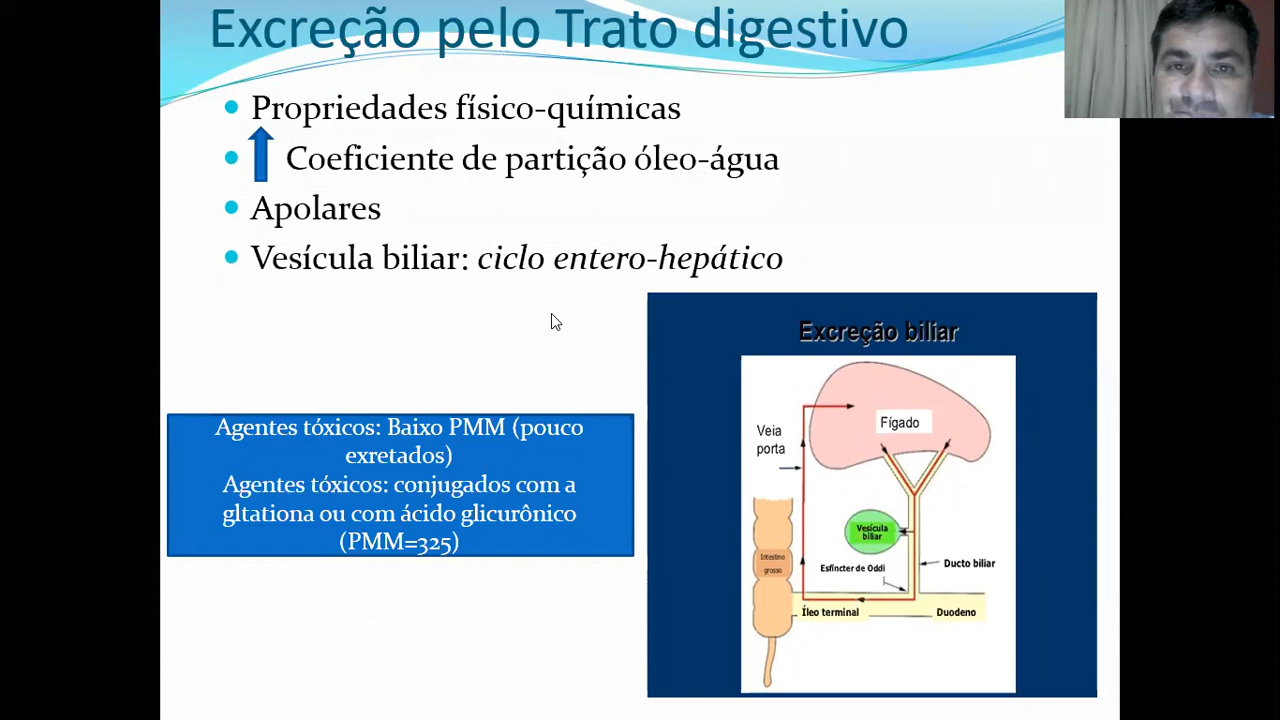 Excreção pelo Trato digestivo
Propriedades físico-químicas
Coeficiente de partição óleo-água
Apolares
Vesícula biliar: ciclo entero-hepático
Agentes tóxicos: Baixo PMM (pouco
exretados)
Agentes tóxicos: conjugados com a
gltationa ou com ácido glicurônico
(PMM=325)
Excreção biliar
Fígado
Veia
porta
Vesícula
biliar
Intestino
grosso
Esfíncter de Oddi
Ducto biliar
Íleo terminal
Duodeno